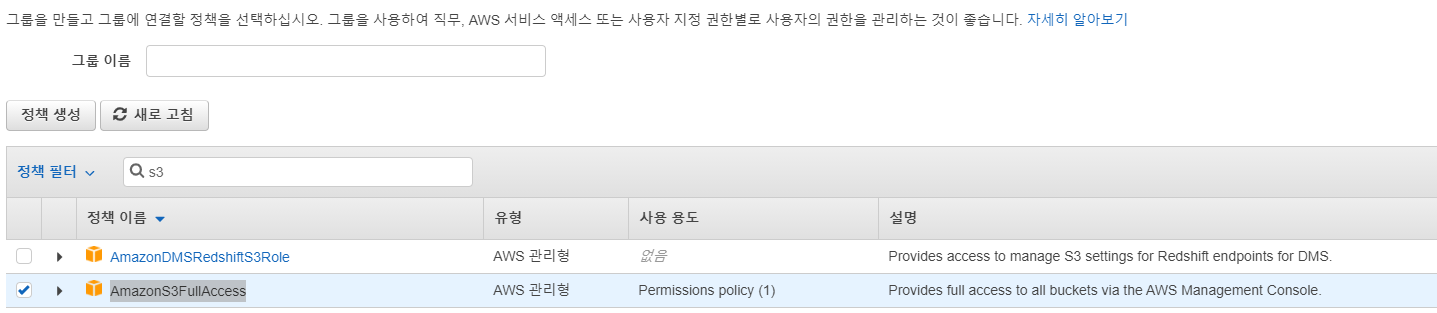 그룹을 만들고 그룹에 연결할 정책을 선택하십시오. 그룹을 사용하여 직무, AWS 서비스 액세스 또는 사용자 지정 권한별로 사용자의 권한을 관리하는 것이 좋습니다. 자세히 알아보기
그룹 이름
정책 생성 새로 고침
정책 필터 s3
정책 이름 유형 사용 용도 설명
AmazonDMSRedshiftS3Role AWS 관리형 없음 Provides access to manage S3 settings for Redshift endpoints for DMS.
AmazonS3FullAccess AWS 관리형 Permissions policy (1) Provides full access to all buckets via the AWS Management Console.